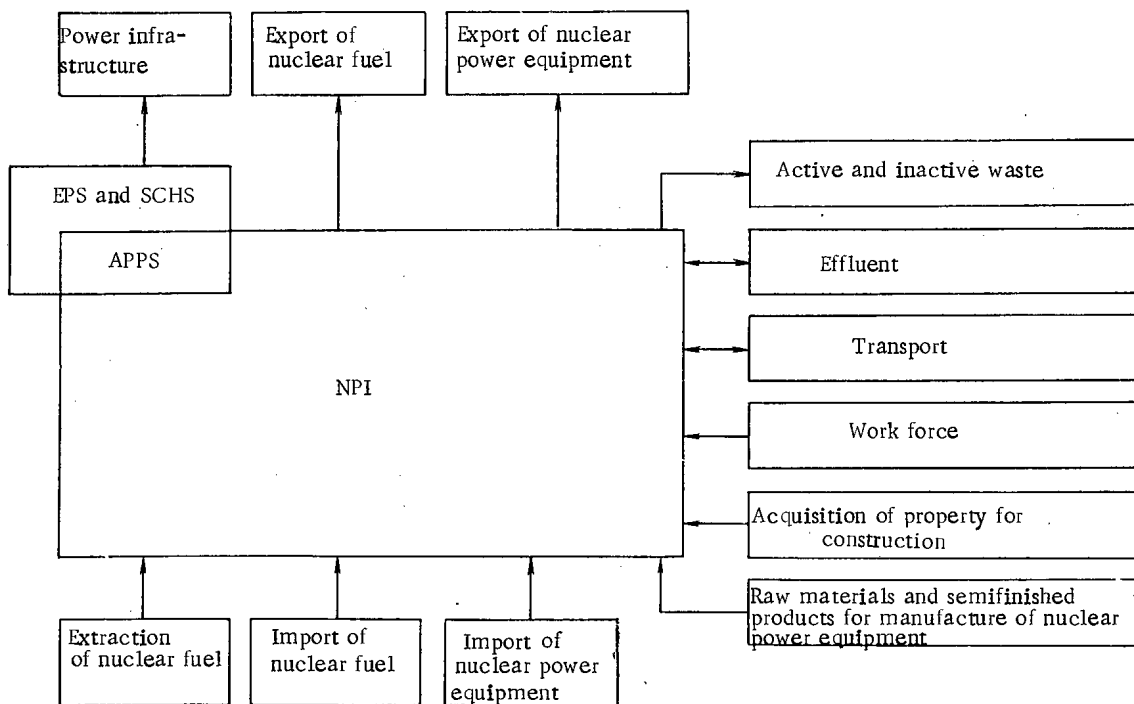 Power infra-
structure
Export of
nuclear fuel
Export of nuclear
power equipment
EPS and SCHS
APPS
NPI
Active and inactive waste
Effluent
Transport
Work force
Acquisition of property for
construction
Raw materials and semifinished
products for manufacture of nuclear
power equipment
Extraction
of nuclear fuel
Import of
nuclear fuel
Import of
nuclear power
equipment